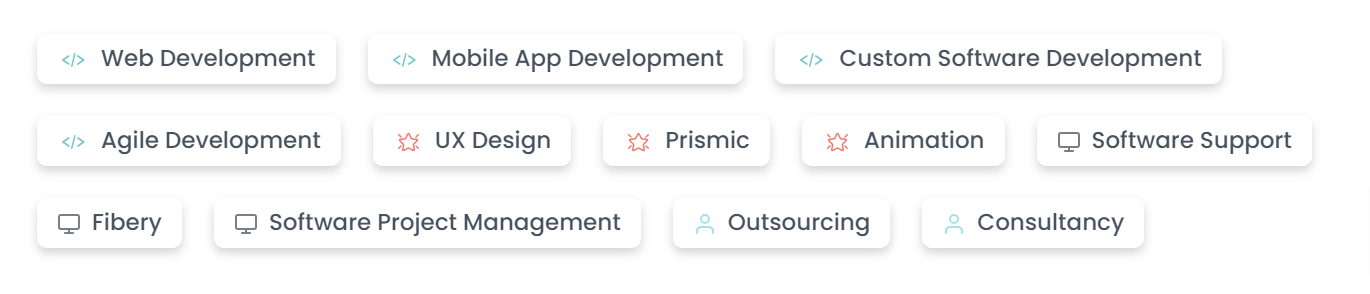 Web Development Mobile App Development Custom Software Development
Agile Development UX Design Prismic Animation Software Support
Fibery Software Project Management Outsourcing Consultancy